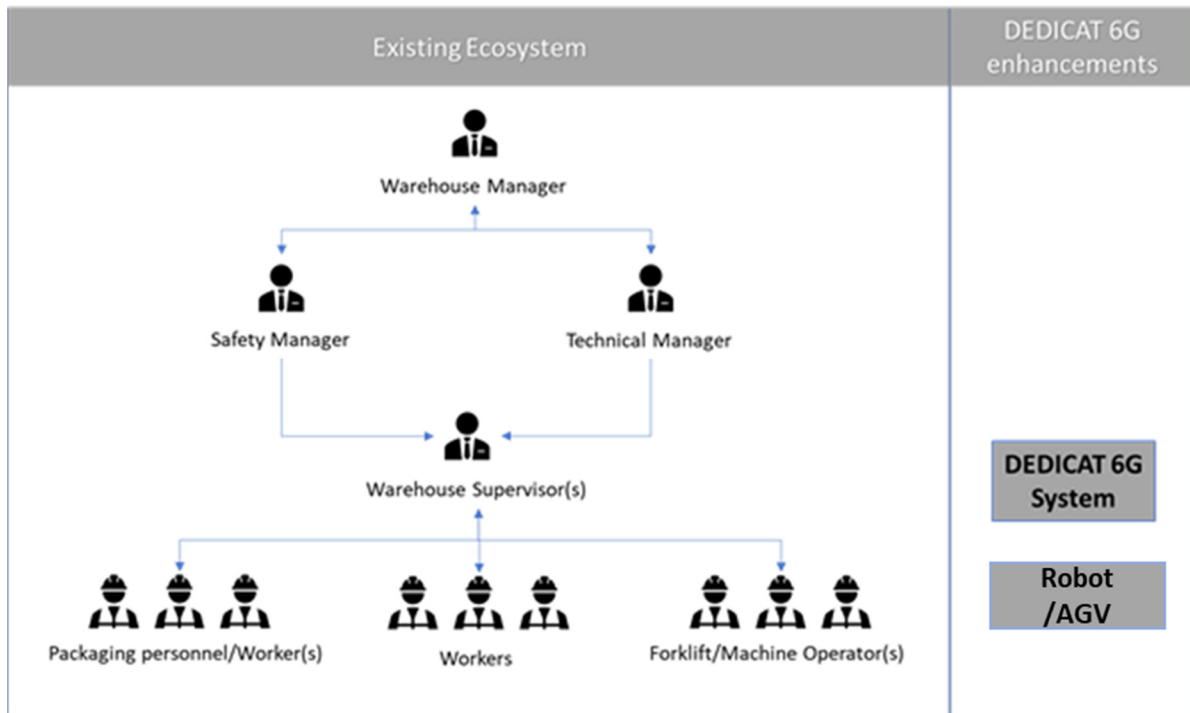 Existing Ecosystem
DEDICAT 6G
enhancements
Warehouse Manager
Safety Manager
Technical Manager
Warehouse Supervisor(s)
DEDICAT 6G
System
Robot
/AGV
Packaging personnel/Worker(s)
Workers
Forklift/Machine Operator(s)